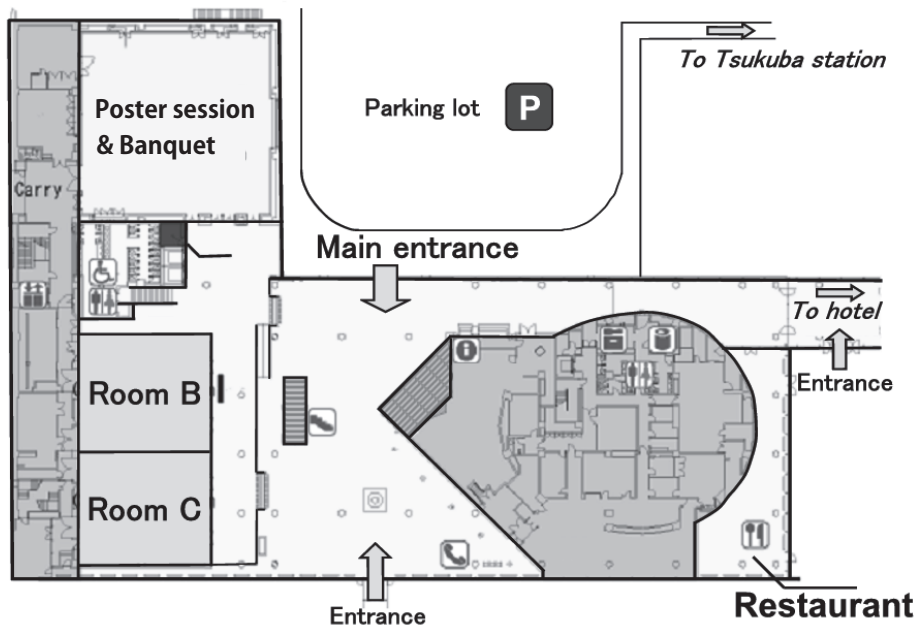 To Tsukuba station
Poster session
& Banquet
Parking lot P
Carry
Main entrance
To hotel
Room B
Entrance
Room C
Entrance
Restaurant